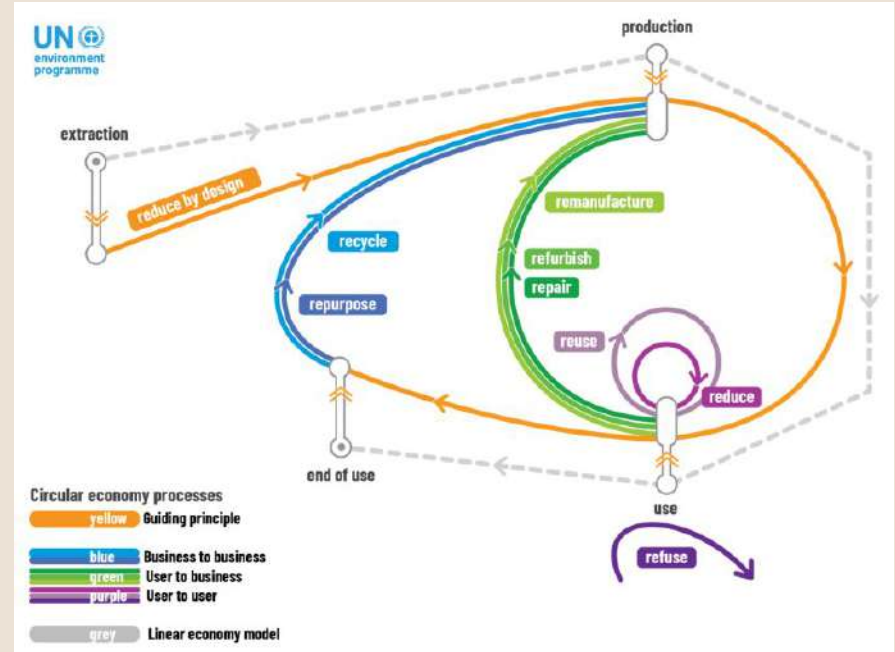 UN
environment
programme
production
extraction
reduce by design
remanufacture
recycle
refurbish
repair
repurpose
reuse
reduce
end of use
use
refuse
Circular economy processes
yellow Guiding principle
blue Business to business
green User to business
purple User to user
grey Linear economy model